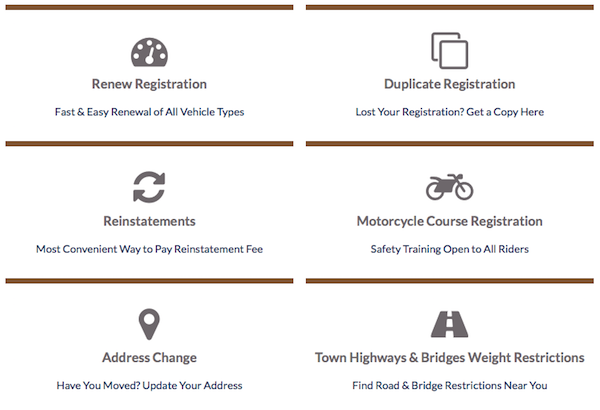 Renew Registration
Fast & Easy Renewal of All Vehicle Types
Duplicate Registration
Lost Your Registration? Get a Copy Here
Reinstatements
Most Convenient Way to Pay Reinstatement Fee
Motorcycle Course Registration
Safety Training Open to All Riders
Address Change
Have You Moved? Update Your Address
Town Highways & Bridges Weight Restrictions
Find Road & Bridge Restrictions Near You